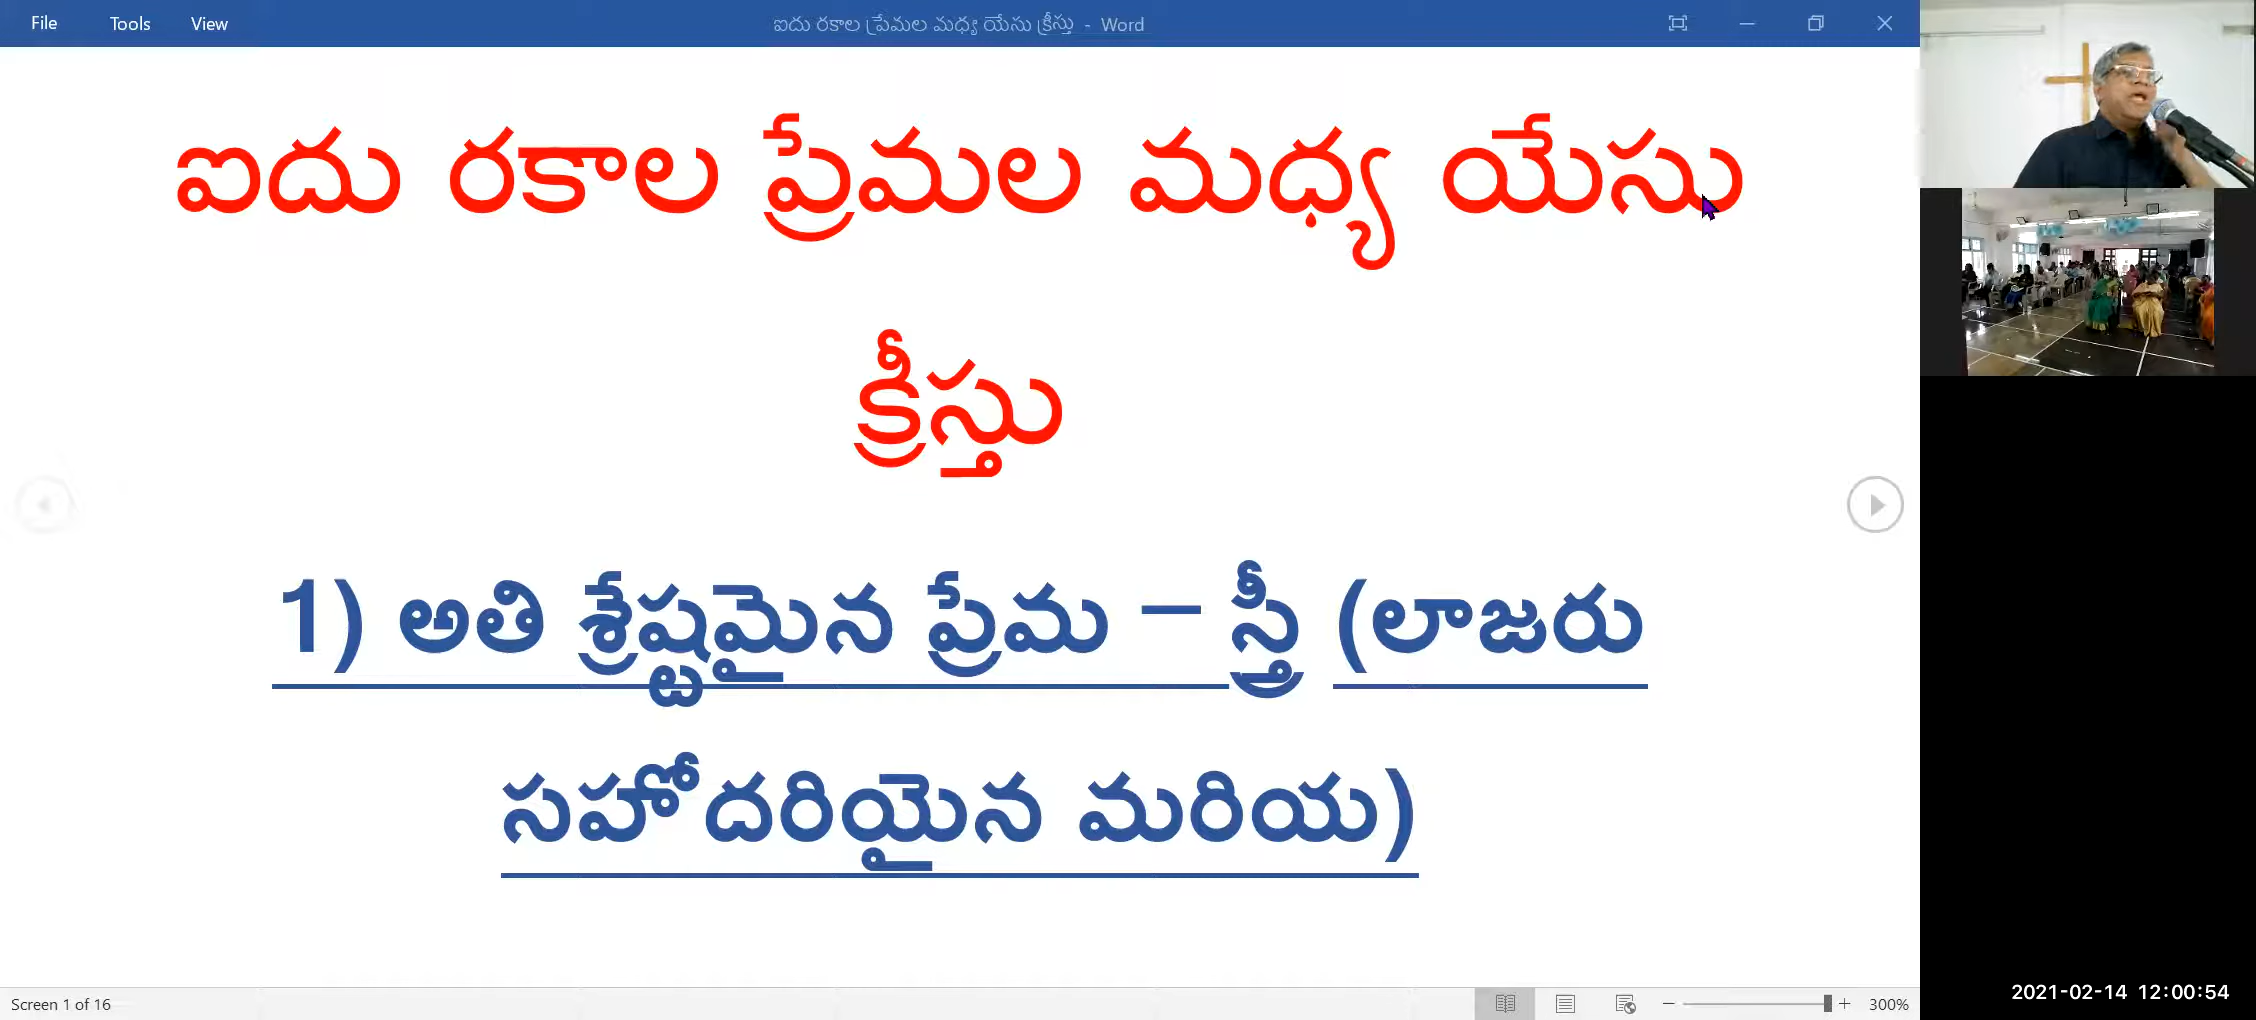 File Tools View ఐదు రకాల ప్రేమల మధ్య యేసు క్రీస్తు - Word
ఐదు రకాల ప్రేమల మధ్య యేసు
క్రీస్తు
1) అతి శ్రేష్టమైన ప్రేమ – స్త్రీ (లాజరు
సహోదరియైన మరియ)
Screen 1 of 16
300%
2021-02-14 12:00:54